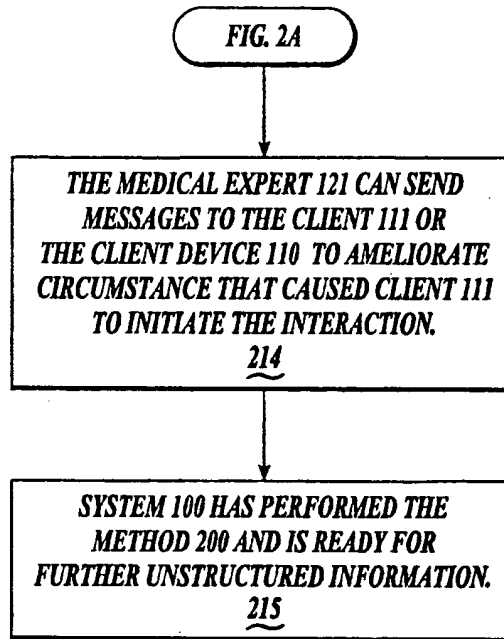 FIG. 2A
THE MEDICAL EXPERT 121 CAN SEND
MESSAGES TO THE CLIENT 111 OR
THE CLIENT DEVICE 110 TO AMELIORATE
CIRCUMSTANCE THAT CAUSED CLIENT 111
TO INITIATE THE INTERACTION.
214
SYSTEM 100 HAS PERFORMED THE
METHOD 200 AND IS READY FOR
FURTHER UNSTRUCTURED INFORMATION.
215